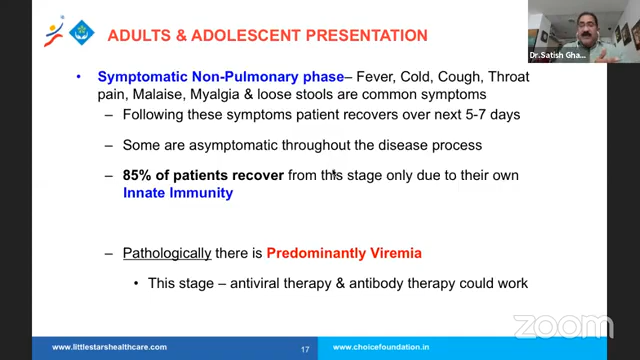 ADULTS & ADOLESCENT PRESENTATION
Dr.Satish Gha...
• Symptomatic Non-Pulmonary phase– Fever, Cold, Cough, Throat
pain, Malaise, Myalgia & loose stools are common symptoms
– Following these symptoms patient recovers over next 5-7 days
– Some are asymptomatic throughout the disease process
– 85% of patients recover from this stage only due to their own
Innate Immunity
– Pathologically there is Predominantly Viremia
• This stage – antiviral therapy & antibody therapy could work
zoom
www.littlestarshealthcare.com 17 www.choicefoundation.in